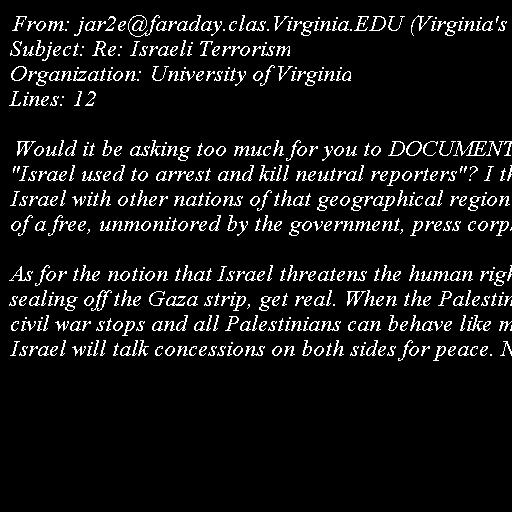 From: jar2e@faraday.clas.Virginia.EDU (Virginia's
Subject: Re: Israeli Terrorism
Organization: University of Virginia
Lines: 12
Would it be asking too much for you to DOCUMENT
"Israel used to arrest and kill neutral reporters"? I th
Israel with other nations of that geographical region
of a free, unmonitored by the government, press corp
As for the notion that Israel threatens the human righ
sealing off the Gaza strip, get real. When the Palestin
civil war stops and all Palestinians can behave like m
Israel will talk concessions on both sides for peace. N